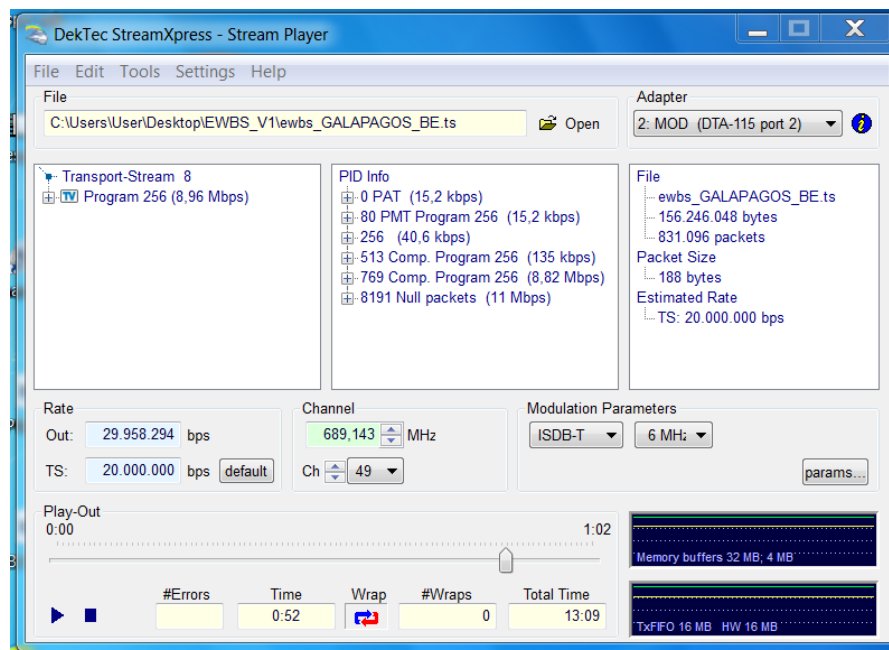 DekTec StreamXpress - Stream Player
File Edit Tools Settings Help
File
C:\Users\User\Desktop\EWBS_V1\ewbs_GALAPAGOS_BE.ts
Open
Adapter
2: MOD (DTA-115 port 2)
Transport-Stream 8
TV Program 256 (8,96 Mbps)
PID Info
0 PAT (15,2 kbps)
80 PMT Program 256 (15,2 kbps)
256 (40,6 kbps)
513 Comp. Program 256 (135 kbps)
769 Comp. Program 256 (8,82 Mbps)
8191 Null packets (11 Mbps)
File
ewbs_GALAPAGOS_BE.ts
156.246.048 bytes
831.096 packets
Packet Size
188 bytes
Estimated Rate
TS: 20.000.000 bps
Rate
Out: 29.958.294 bps
TS: 20.000.000 bps default
Channel
689,143 MHz
Ch 49
Modulation Parameters
ISDB-T 6 MHz
params...
Play-Out
0:00 1:02
#Errors Time Wrap #Wraps Total Time
0:52 0 13:09
Memory buffers 32 MB; 4 MB
TxFIFO 16 MB HW 16 MB